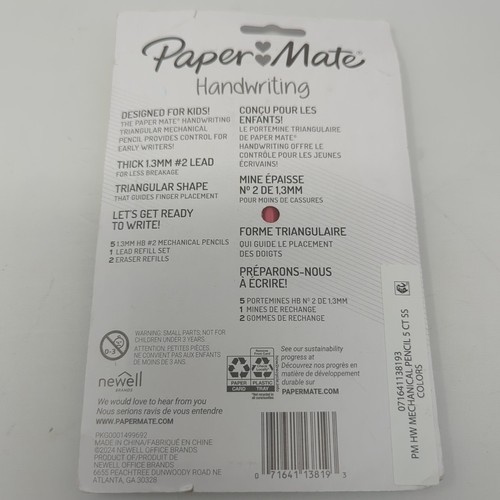 Paper Mate
Handwriting
DESIGNED FOR KIDS!
THE PAPER MATE® HANDWRITING
TRIANGULAR MECHANICAL
PENCIL PROVIDES CONTROL FOR
EARLY WRITERS!
THICK 1.3MM #2 LEAD
FOR LESS BREAKAGE
TRIANGULAR SHAPE
THAT GUIDES FINGER PLACEMENT
LET'S GET READY
TO WRITE!
5 1.3MM HB #2 MECHANICAL PENCILS
1 LEAD REFILL SET
2 ERASER REFILLS
CONÇU POUR LES
ENFANTS!
LE PORTEMINE TRIANGULAIRE
DE PAPER MATE®
HANDWRITING OFFRE LE
CONTRÔLE POUR LES JEUNES
ÉCRIVAINS!
MINE ÉPAISSE
Nº 2 DE 1,3MM
POUR MOINS DE CASSURES
FORME TRIANGULAIRE
QUI GUIDE LE PLACEMENT
DES DOIGTS
PRÉPARONS-NOUS
À ÉCRIRE!
5 PORTEMINES HB Nº 2 DE 1,3MM
1 MINES DE RECHANGE
2 GOMMES DE RECHANGE
0-3
WARNING: SMALL PARTS, NOT FOR
CHILDREN UNDER 3 YEARS.
ATTENTION: PETITES PIÈCES.
NE CONVIENT PAS AUX ENFANTS
DE MOINS DE 3 ANS.
newell
BRANDS
We would love to hear from you
Nous serions ravis de vous entendre
WWW.PAPERMATE.COM
PK00001499692
MADE IN CHINA/FABRIQUÉ EN CHINE
©2024 NEWELL OFFICE BRANDS
PRODUCT OF/PRODUIT DE
NEWELL OFFICE BRANDS
6655 PEACHTREE DUNWOODY ROAD NE
ATLANTA, GA 30328
PAPER
CARD
PLASTIC
TRAY
See our sustainability
progress at
Découvrez nos progrès en
matière de développement
durable sur
PAPERMATE.COM
0 71641 13819 3
071641138193
PM HW MECHANICAL PENCIL 5 CT SS
COLORS